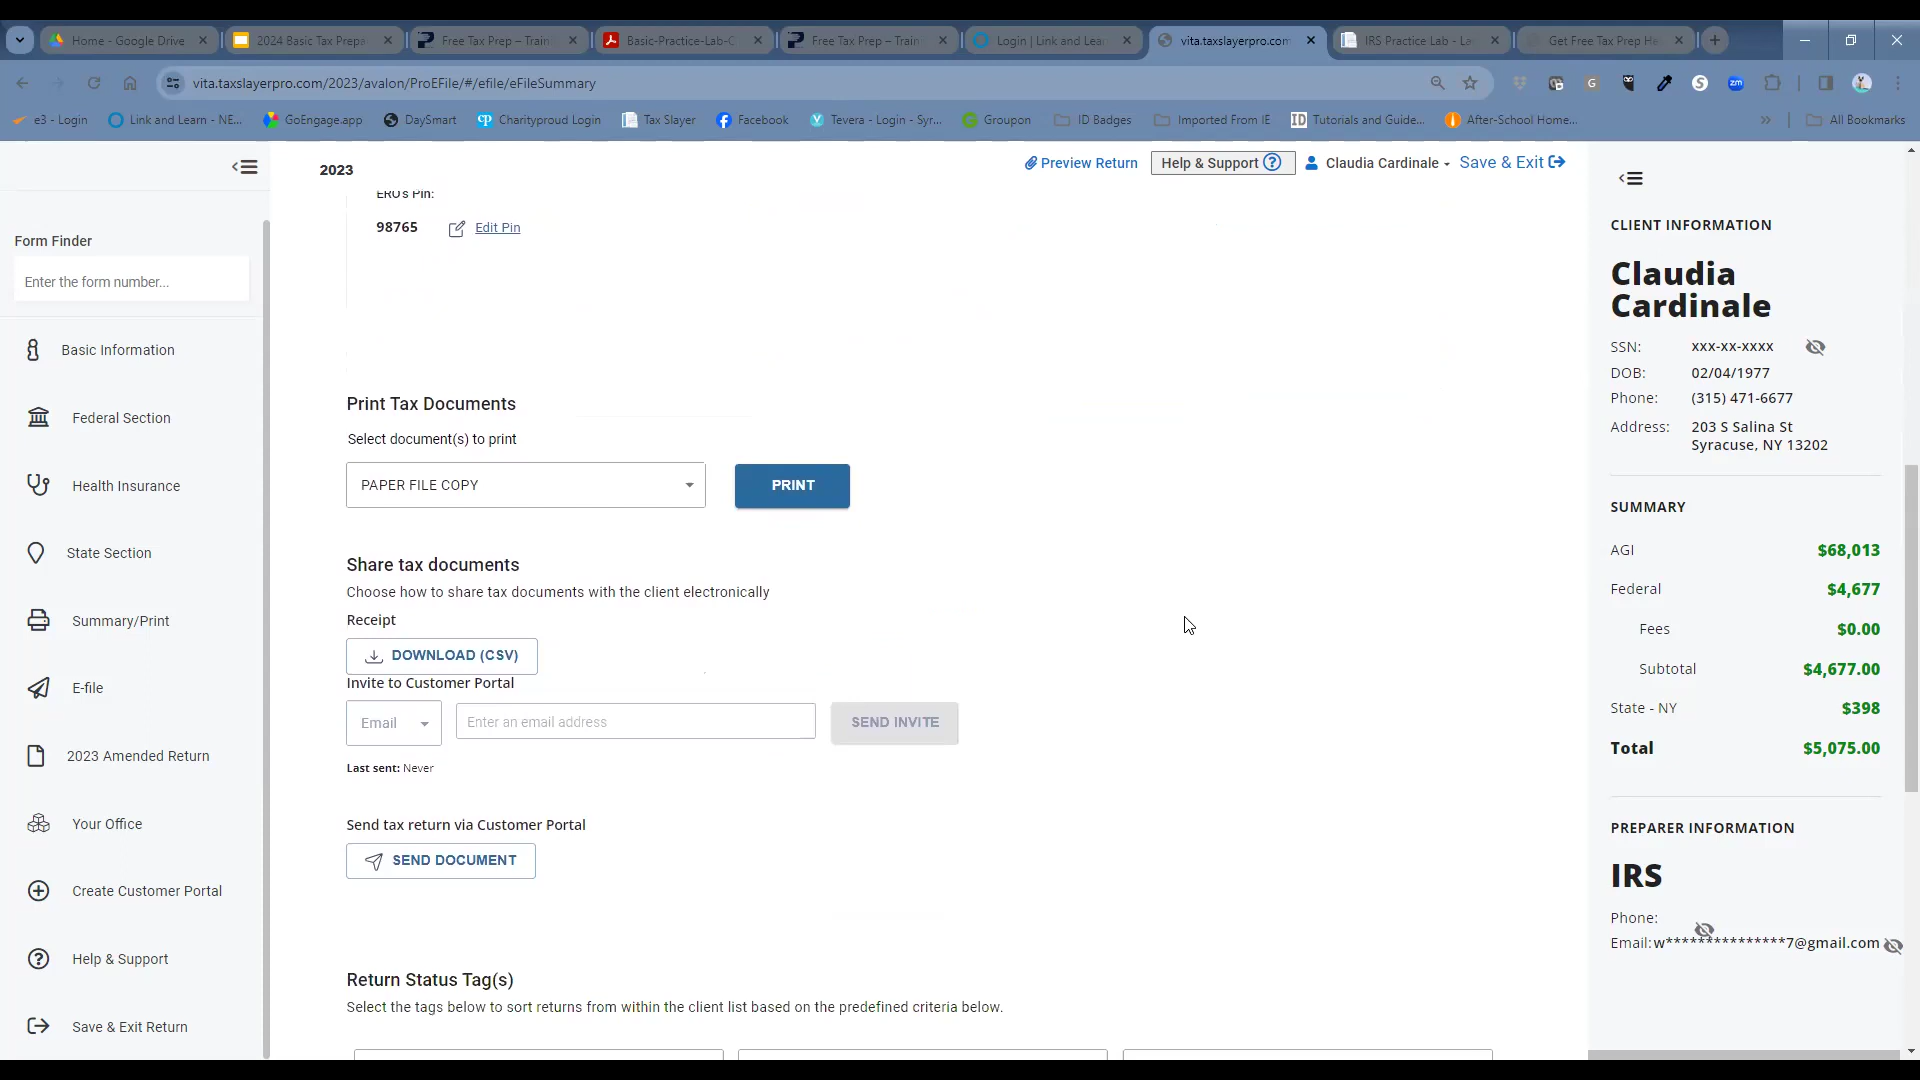 Home - Google Drive
2024 Basic Tax Prepa
Free Tax Prep – Train
Basic-Practice-Lab-C
Free Tax Prep – Train
Login | Link and Lea
vita.taxslayerpro.com
IRS Practice Lab - La
Get Free Tax Prep He
vita.taxslayerpro.com/2023/avalon/ProEFile/#/efile/eFileSummary
e3 - Login
Link and Learn - NE...
GoEngage.app
DaySmart
Charityproud Login
Tax Slayer
Facebook
Tevera - Login - Syr...
Groupon
ID Badges
Imported From IE
Tutorials and Guide...
After-School Home...
All Bookmarks
2023
Preview Return
Help & Support
Claudia Cardinale
Save & Exit
Form Finder
Enter the form number...
Basic Information
Federal Section
Health Insurance
State Section
Summary/Print
E-file
2023 Amended Return
Your Office
Create Customer Portal
Help & Support
Save & Exit Return
ERO's Pin:
98765
Edit Pin
Print Tax Documents
Select document(s) to print
PAPER FILE COPY
PRINT
Share tax documents
Choose how to share tax documents with the client electronically
Receipt
DOWNLOAD (CSV)
Invite to Customer Portal
Email
Enter an email address
SEND INVITE
Last sent: Never
Send tax return via Customer Portal
SEND DOCUMENT
Return Status Tag(s)
Select the tags below to sort returns from within the client list based on the predefined criteria below.
CLIENT INFORMATION
Claudia
Cardinale
SSN: xxx-xx-xxxx
DOB: 02/04/1977
Phone: (315) 471-6677
Address: 203 S Salina St
Syracuse, NY 13202
SUMMARY
AGI $68,013
Federal $4,677
Fees $0.00
Subtotal $4,677.00
State - NY $398
Total $5,075.00
PREPARER INFORMATION
IRS
Phone:
Email: w***************7@gmail.com